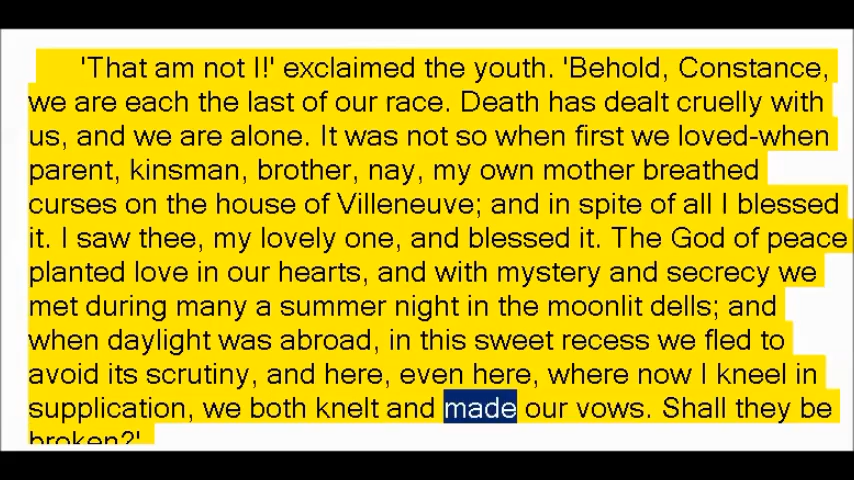 'That am not I!' exclaimed the youth. 'Behold, Constance,
we are each the last of our race. Death has dealt cruelly with
us, and we are alone. It was not so when first we loved-when
parent, kinsman, brother, nay, my own mother breathed
curses on the house of Villeneuve; and in spite of all I blessed
it. I saw thee, my lovely one, and blessed it. The God of peace
planted love in our hearts, and with mystery and secrecy we
met during many a summer night in the moonlit dells; and
when daylight was abroad, in this sweet recess we fled to
avoid its scrutiny, and here, even here, where now I kneel in
supplication, we both knelt and made our vows. Shall they be
broken?'